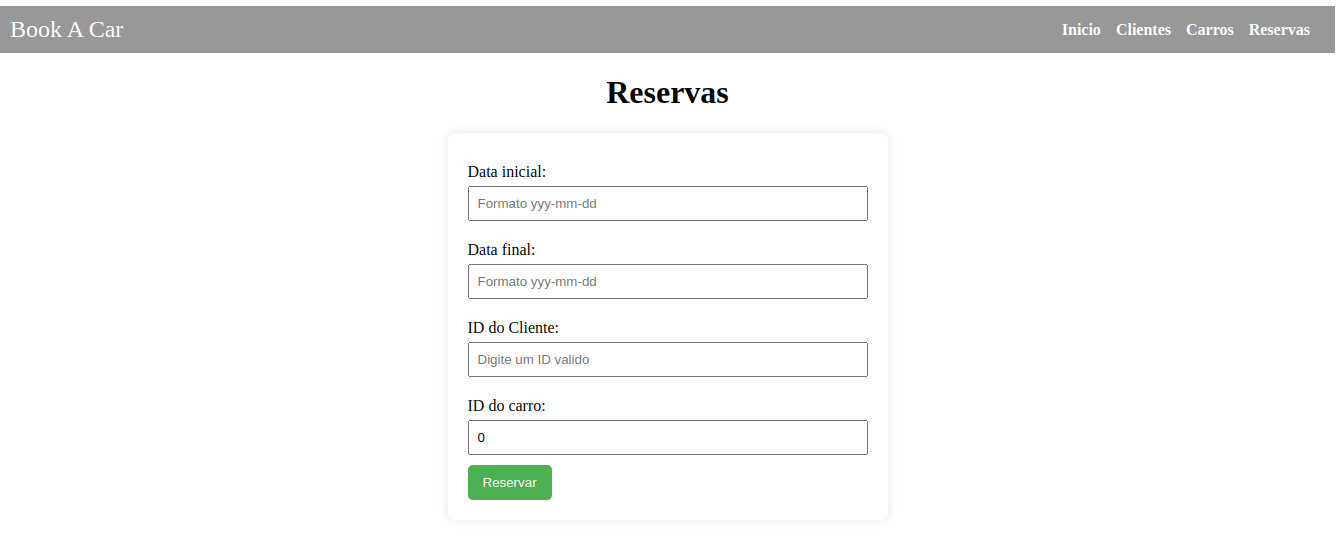 Book A Car
Inicio Clientes Carros Reservas
Reservas
Data inicial:
Formato yyy-mm-dd
Data final:
Formato yyy-mm-dd
ID do Cliente:
Digite um ID valido
ID do carro:
0
Reservar